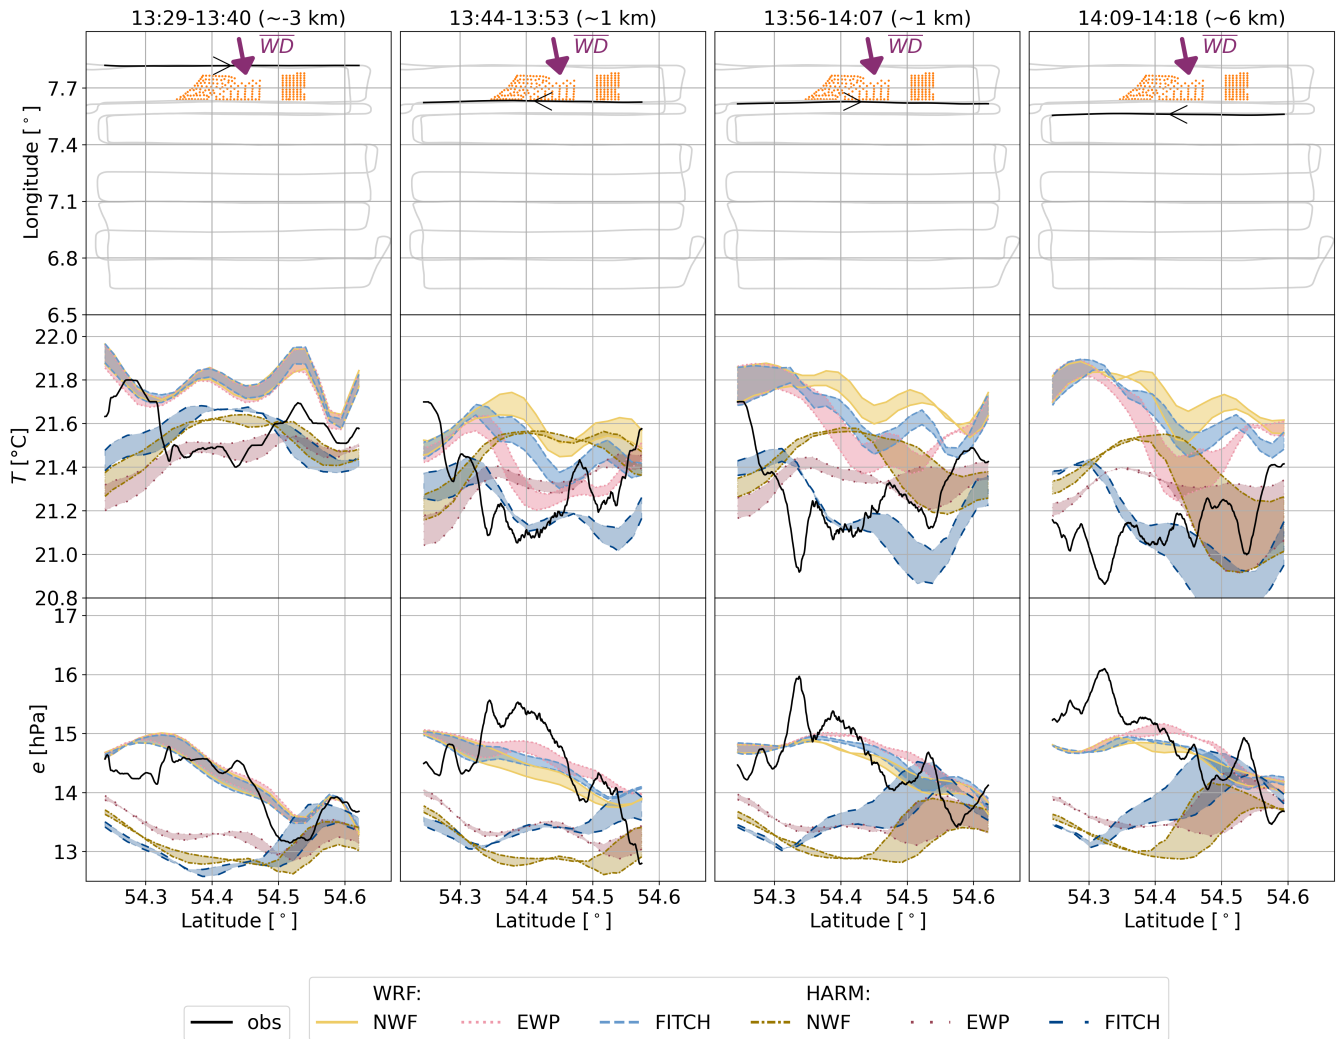 13:29-13:40 (~-3 km)
13:44-13:53 (~1 km)
13:56-14:07 (~1 km)
14:09-14:18 (~6 km)
WD
WD
WD
WD
Longitude [°]
7.7
7.4
7.1
6.8
6.5
T [°C]
22.0
21.8
21.6
21.4
21.2
21.0
20.8
e [hPa]
17
16
15
14
13
54.3 54.4 54.5 54.6
54.3 54.4 54.5 54.6
54.3 54.4 54.5 54.6
54.3 54.4 54.5 54.6
Latitude [°]
Latitude [°]
Latitude [°]
Latitude [°]
WRF: HARM:
obs NWF EWP FITCH NWF EWP FITCH